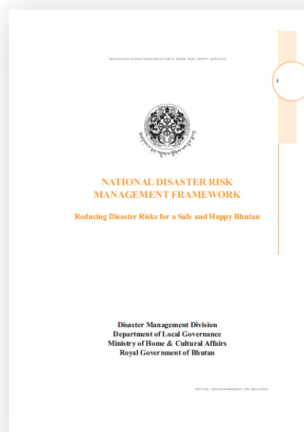 1
NATIONAL DISASTER RISK
MANAGEMENT FRAMEWORK
Reducing Disaster Risks for a Safe and Happy Bhutan
Disaster Management Division
Department of Local Governance
Ministry of Home & Cultural Affairs
Royal Government of Bhutan